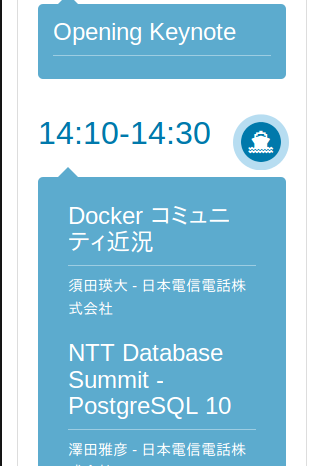 Opening Keynote
14:10-14:30
Docker コミュニ
ティ近況
須田瑛大 - 日本電信電話株
式会社
NTT Database
Summit -
PostgreSQL 10
澤田雅彦 - 日本電信電話株